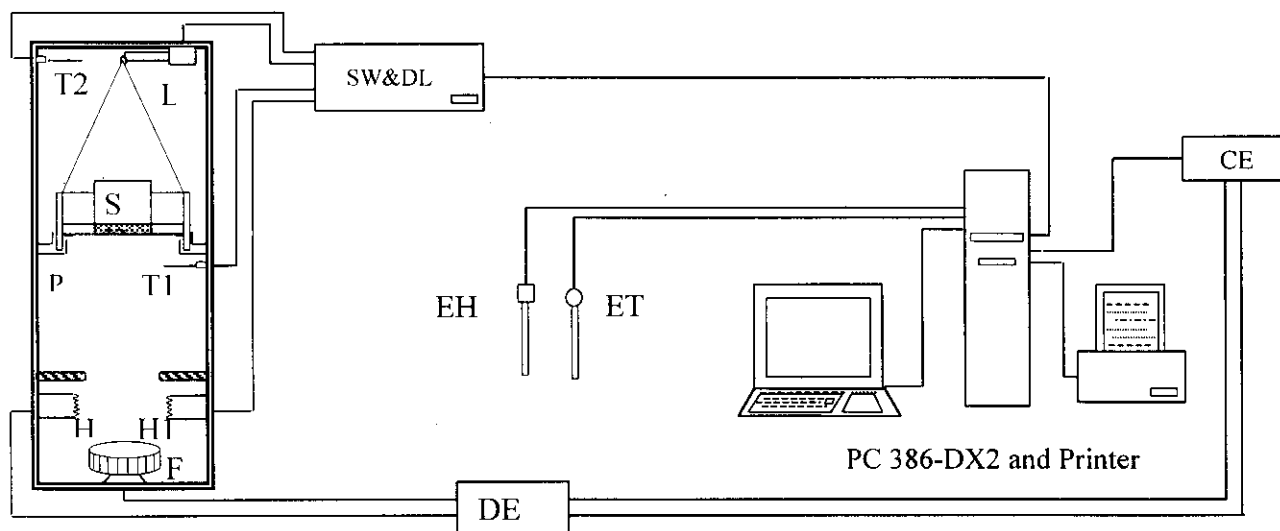 T2
L
SW&DL
CE
S
P
T1
EH
ET
H
H
F
PC 386-DX2 and Printer
DE